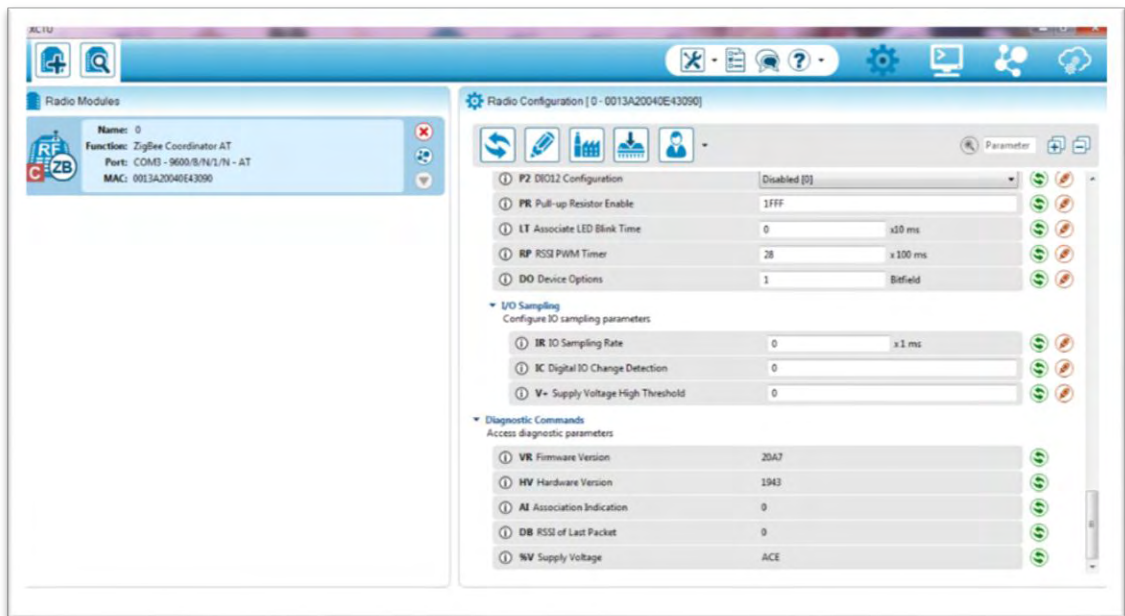 XCTU
Radio Modules
Name: 0
Function: ZigBee Coordinator AT
Port: COM3 - 9600/8/N/1/N - AT
MAC: 0013A20040E43090
RF
C
ZB
Radio Configuration [ 0 - 0013A20040E43090]
Parameter
P2 DIO12 Configuration Disabled [0]
PR Pull-up Resistor Enable 1FFF
LT Associate LED Blink Time 0 x10 ms
RP RSSI PWM Timer 28 x 100 ms
DO Device Options 1 Bitfield
I/O Sampling
Configure IO sampling parameters
IR IO Sampling Rate 0 x 1 ms
IC Digital IO Change Detection 0
V+ Supply Voltage High Threshold 0
Diagnostic Commands
Access diagnostic parameters
VR Firmware Version 20A7
HV Hardware Version 1943
AI Association Indication 0
DB RSSI of Last Packet 0
%V Supply Voltage ACE